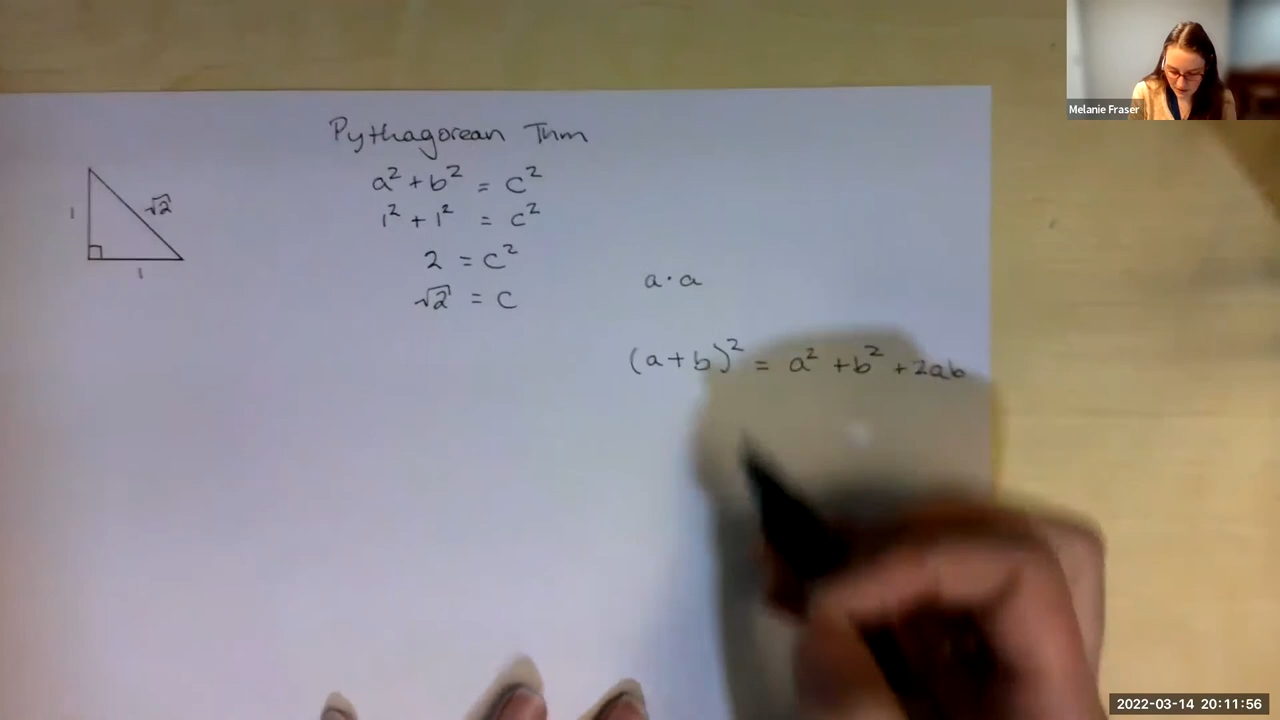 Melanie Fraser
Pythagorean Thm
a² + b² = c²
1² + 1² = c²
2 = c²
√2 = c
1
√2
1
a · a
(a + b)² = a² + b² + 2ab
2022-03-14 20:11:56